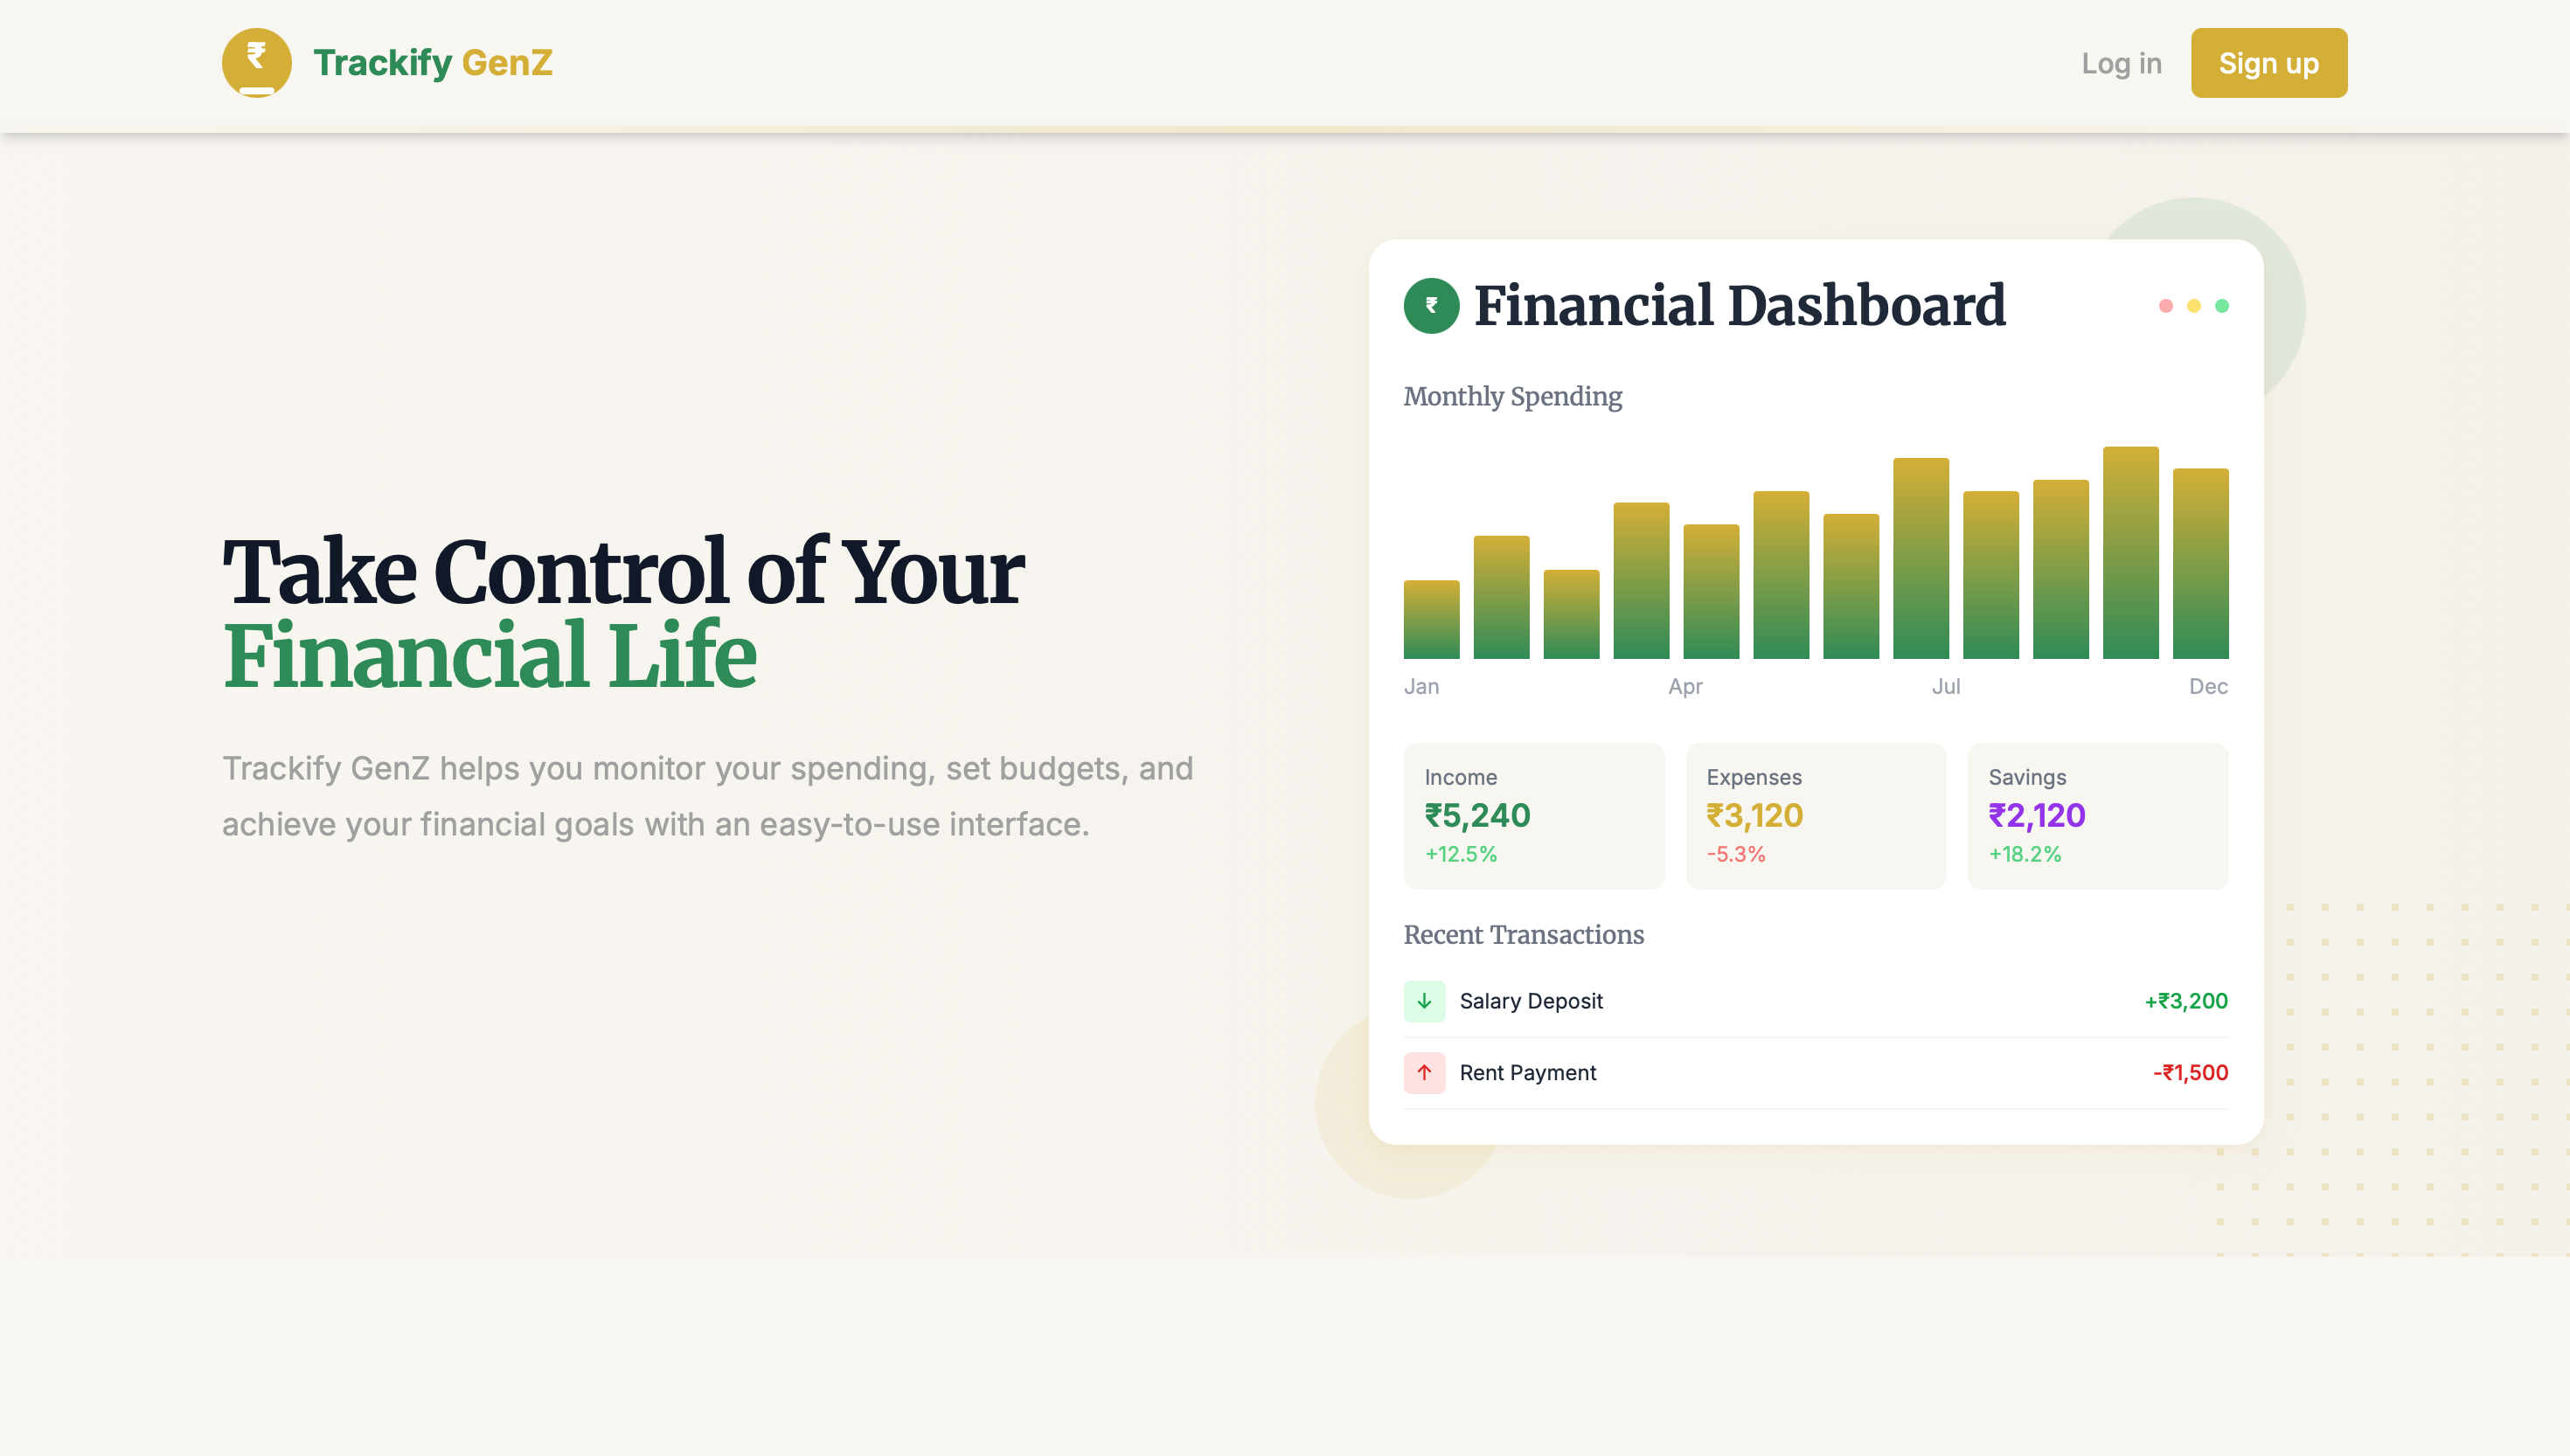 ₹ Trackify GenZ
Log in
Sign up
Take Control of Your
Financial Life
Trackify GenZ helps you monitor your spending, set budgets, and
achieve your financial goals with an easy-to-use interface.
₹ Financial Dashboard
Monthly Spending
Jan Apr Jul Dec
Income
₹5,240
+12.5%
Expenses
₹3,120
-5.3%
Savings
₹2,120
+18.2%
Recent Transactions
Salary Deposit +₹3,200
Rent Payment -₹1,500